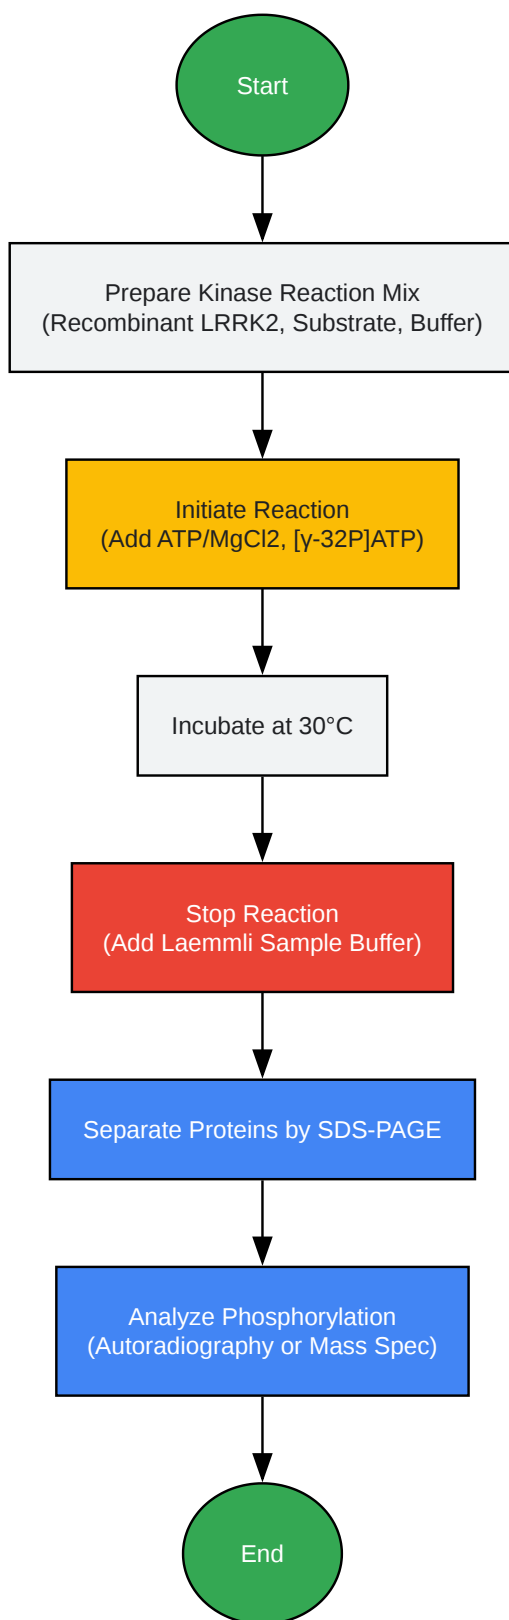 Start
Prepare Kinase Reaction Mix
(Recombinant LRRK2, Substrate, Buffer)
Initiate Reaction
(Add ATP/MgCl2, [γ-32P]ATP)
Incubate at 30°C
Stop Reaction
(Add Laemmli Sample Buffer)
Separate Proteins by SDS-PAGE
Analyze Phosphorylation
(Autoradiography or Mass Spec)
End